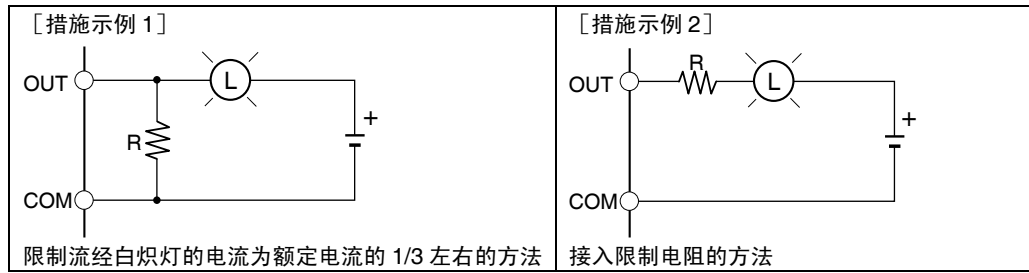 ［措施示例 1］
OUT
L
R
+
COM
限制流经白炽灯的电流为额定电流的 1/3 左右的方法
［措施示例 2］
R
OUT
L
+
COM
接入限制电阻的方法